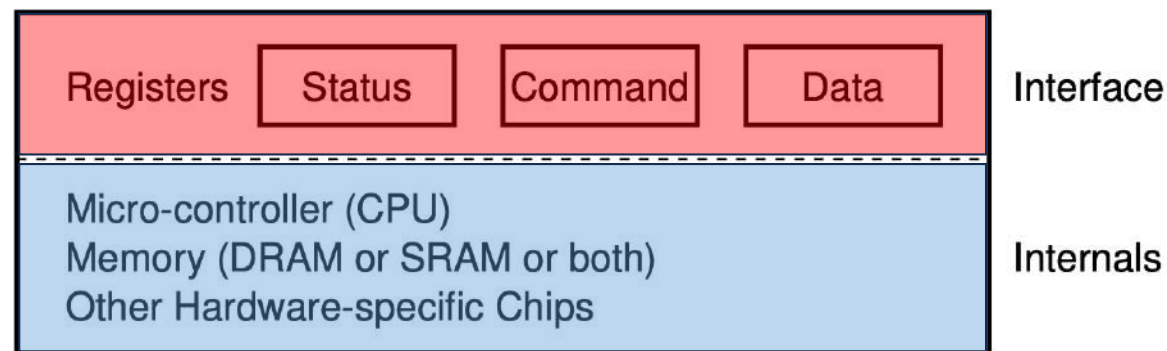 Registers Status Command Data Interface
Micro-controller (CPU)
Memory (DRAM or SRAM or both) Internals
Other Hardware-specific Chips